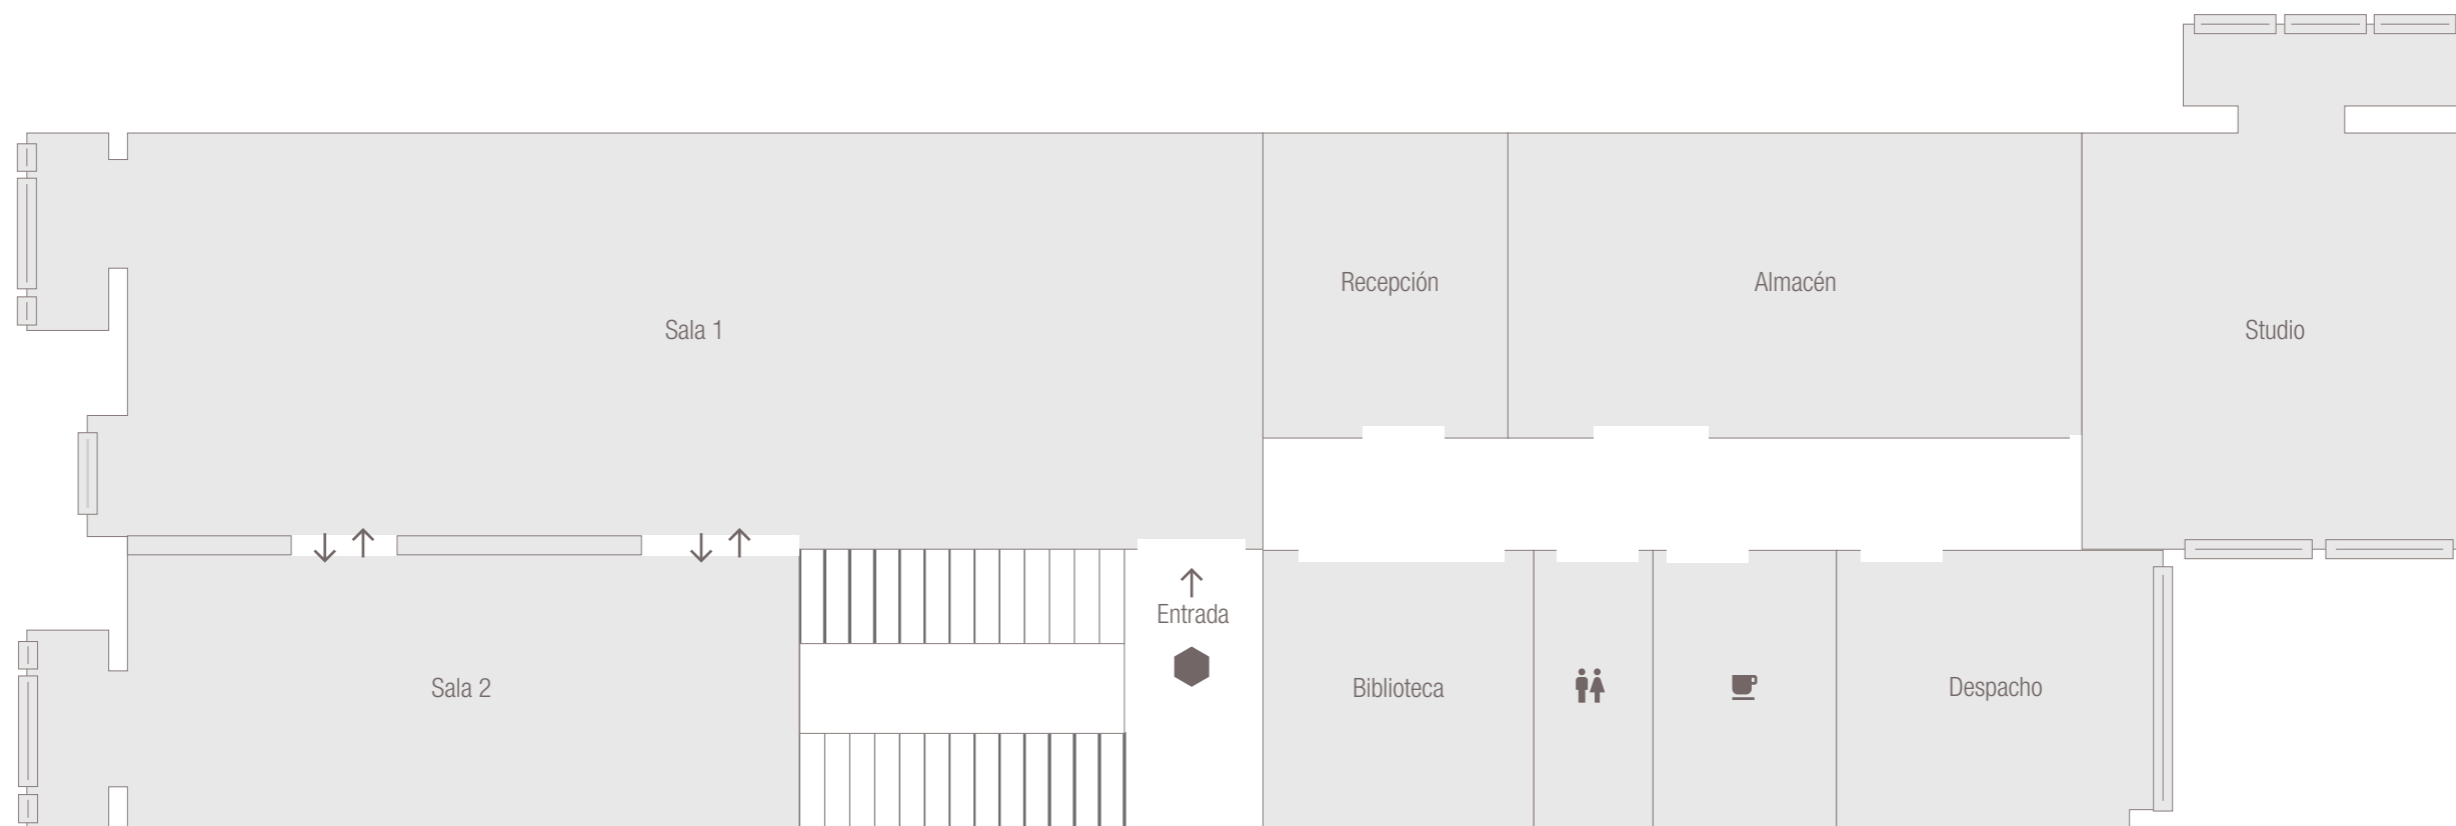 Recepción
Almacén
Sala 1
Studio
Entrada
Sala 2
Biblioteca
Despacho